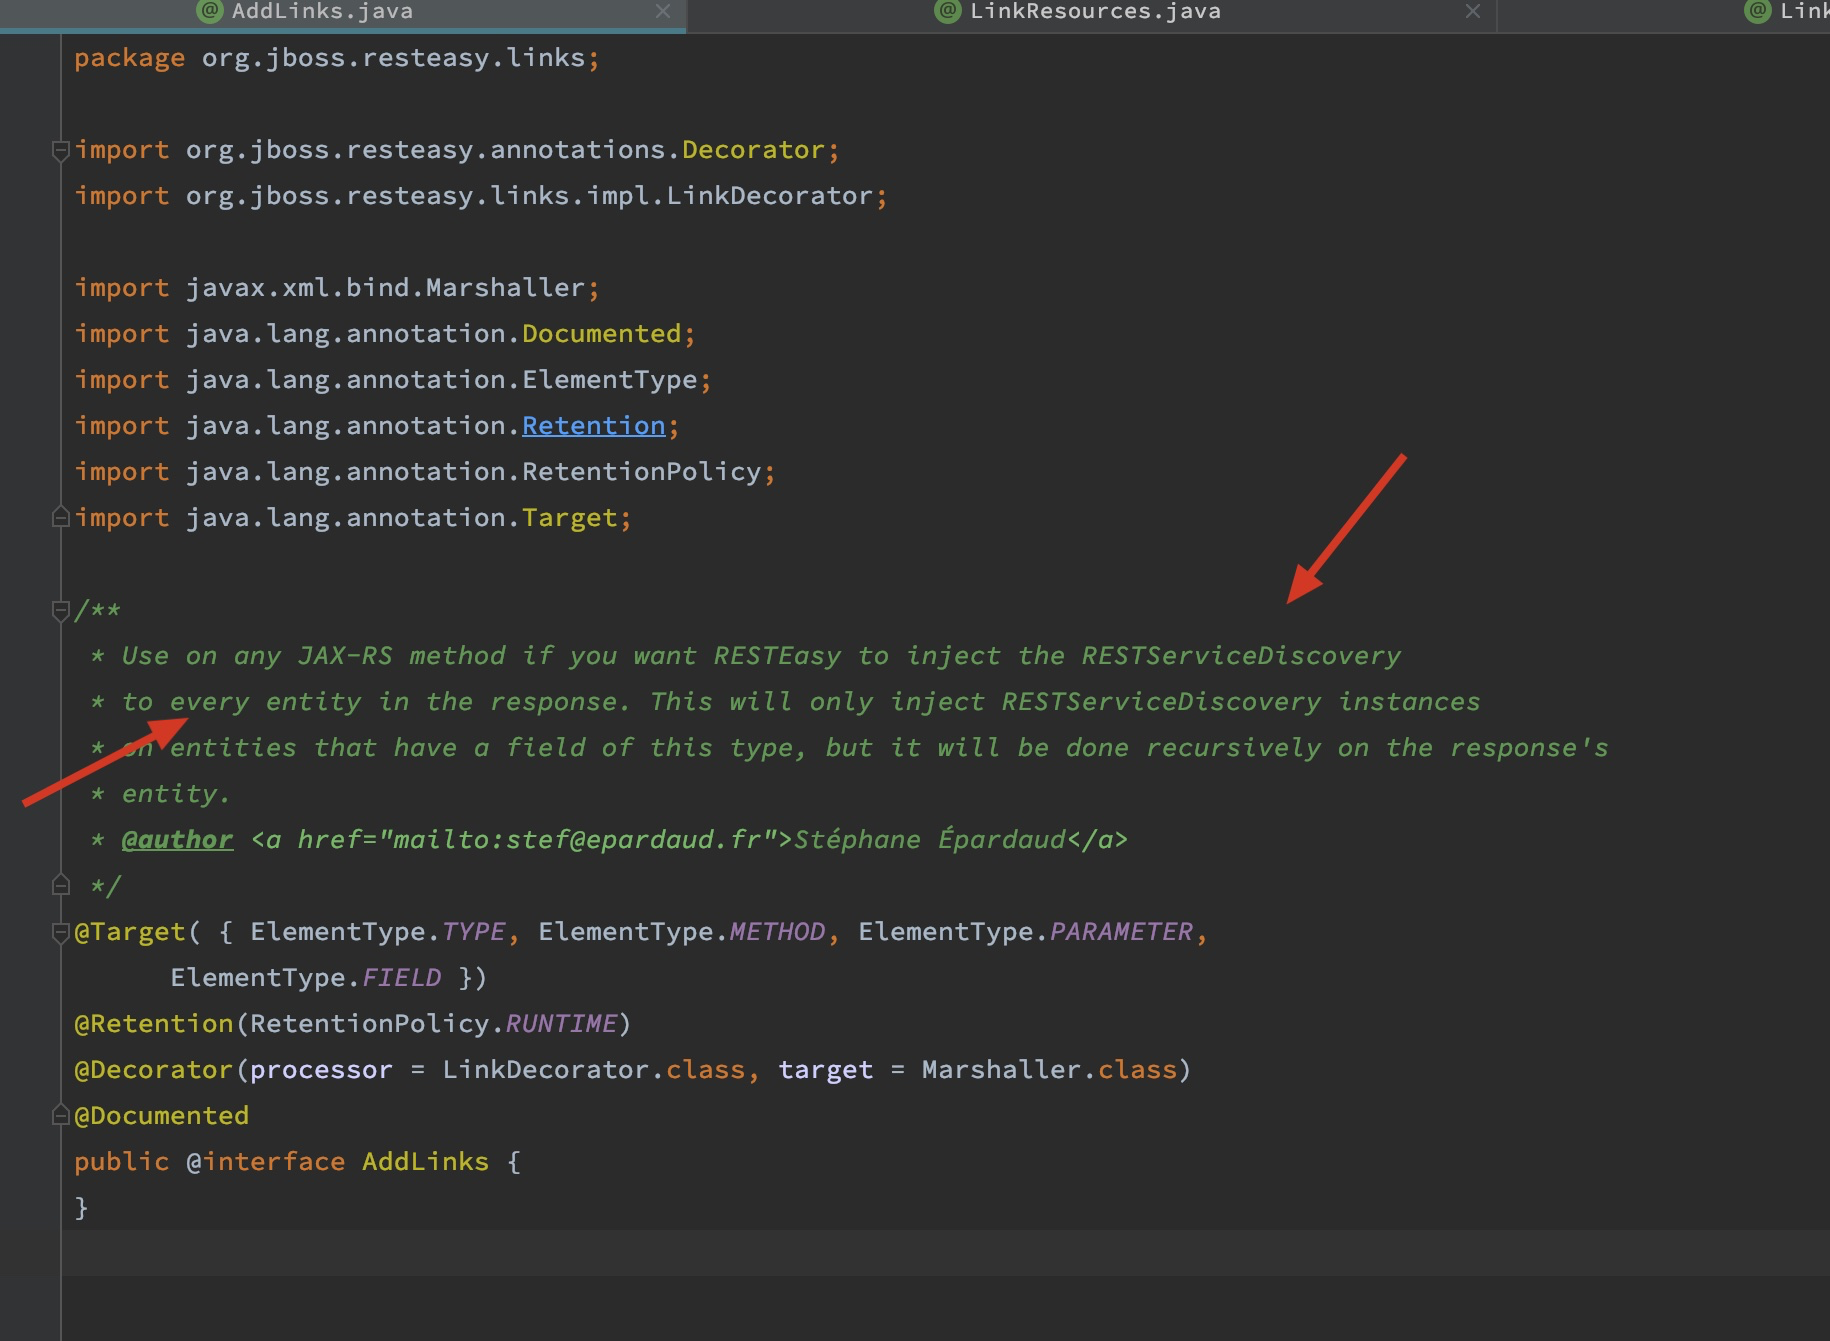 AddLinks.java
LinkResources.java
Link
package org.jboss.resteasy.links;
import org.jboss.resteasy.annotations.Decorator;
import org.jboss.resteasy.links.impl.LinkDecorator;
import javax.xml.bind.Marshaller;
import java.lang.annotation.Documented;
import java.lang.annotation.ElementType;
import java.lang.annotation.Retention;
import java.lang.annotation.RetentionPolicy;
import java.lang.annotation.Target;
/**
* Use on any JAX-RS method if you want RESTEasy to inject the RESTServiceDiscovery
* to every entity in the response. This will only inject RESTServiceDiscovery instances
* on entities that have a field of this type, but it will be done recursively on the response's
* entity.
* @author <a href="mailto:stef@epardaud.fr">Stéphane Épardaud</a>
*/
@Target( { ElementType.TYPE, ElementType.METHOD, ElementType.PARAMETER,
ElementType.FIELD })
@Retention(RetentionPolicy.RUNTIME)
@Decorator(processor = LinkDecorator.class, target = Marshaller.class)
@Documented
public @interface AddLinks {
}